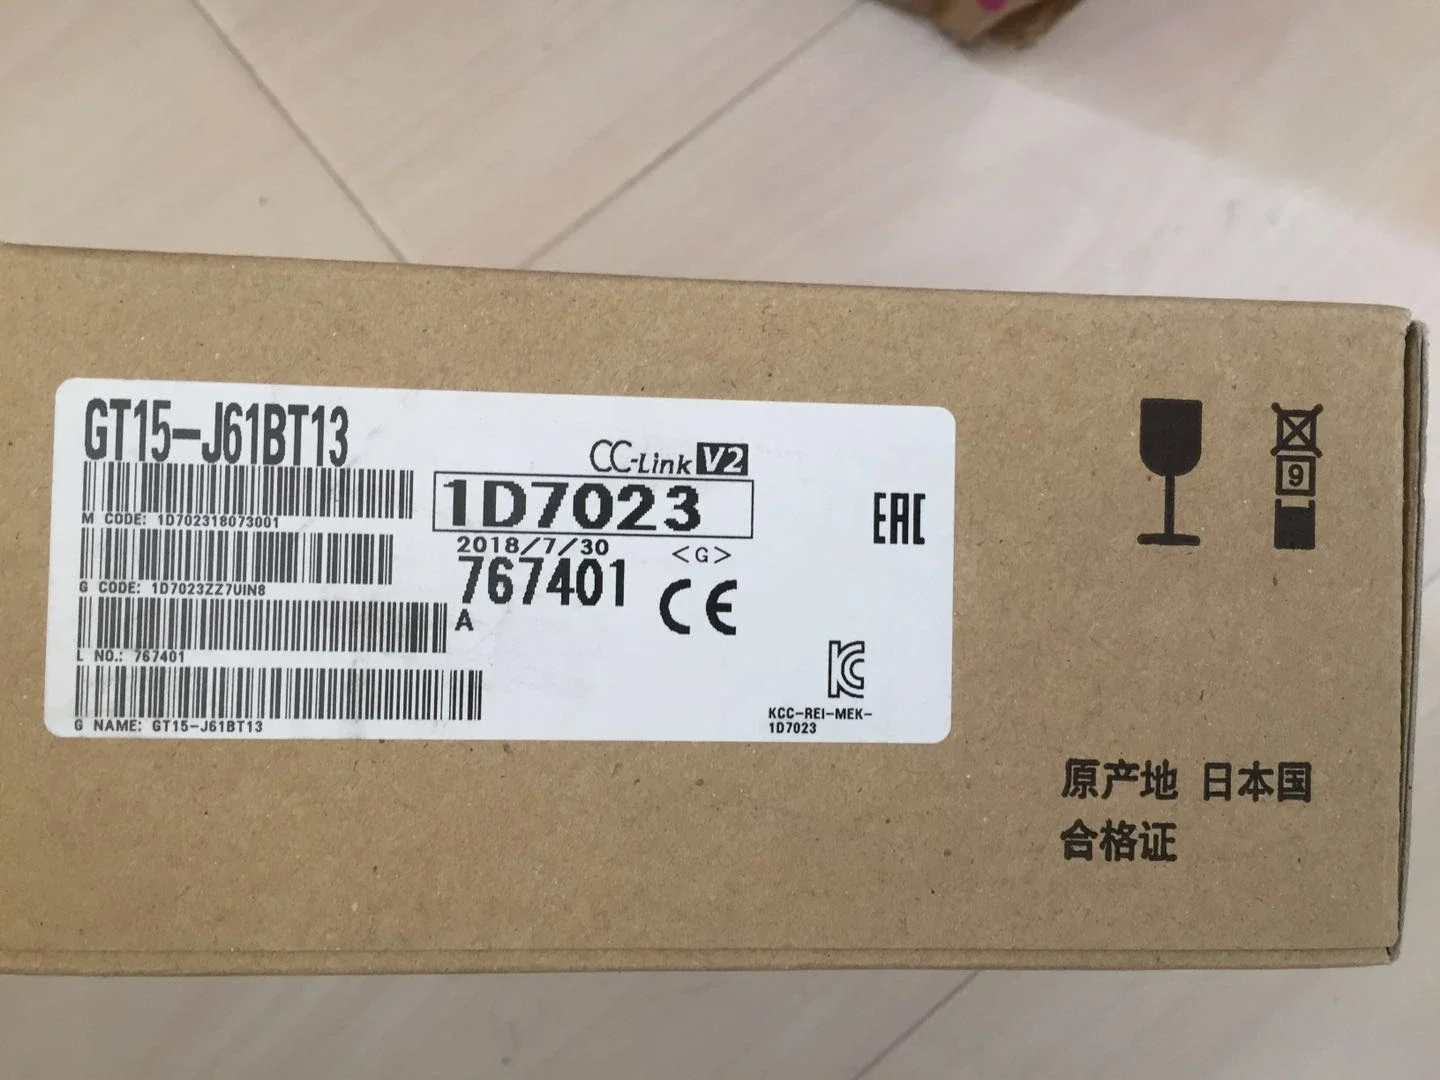 GT15-J61BT13
M CODE: 1D702318073001
G CODE: 1D7023ZZ7UIN8
L NO.: 767401
G NAME: GT15-J61BT13
CC-Link V2
1D7023
2018/7/30 <G>
767401
A
CE
EAC
KC
KCC-REI-MEK-
1D7023
9
原产地 日本国
合格证